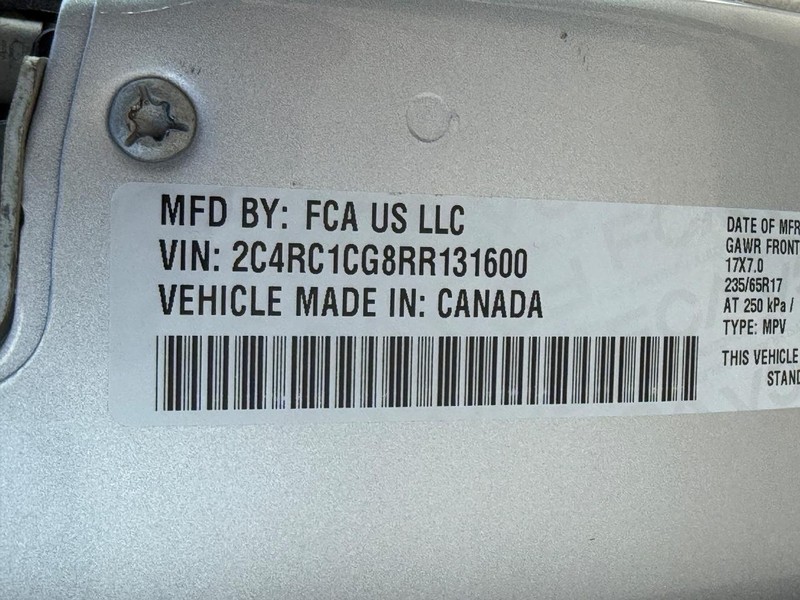 MFD BY: FCA US LLC
VIN: 2C4RC1CG8RR131600
VEHICLE MADE IN: CANADA
DATE OF MFR
GAWR FRONT
17X7.0
235/65R17
AT 250 kPa /
TYPE: MPV
THIS VEHICLE
STAND